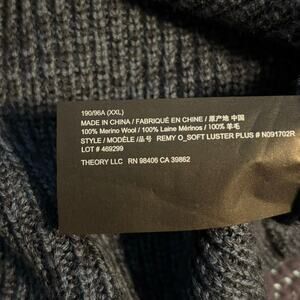 190/96A (XXL)
MADE IN CHINA / FABRIQUÉ EN CHINE / 原产地 中国
100% Merino Wool / 100% Laine Mérinos / 100% 羊毛
STYLE / MODÈLE /品号 REMY O_SOFT LUSTER PLUS # N091702R
LOT # 469299
THEORY LLC RN 98406 CA 39862